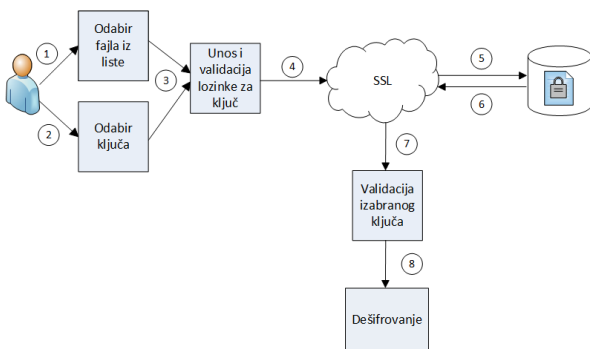 1
Odabir
fajla iz
liste
2
Odabir
ključa
3
Unos i
validacija
lozinke za
ključ
4
SSL
5
6
7
Validacija
izabranog
ključa
8
Dešifrovanje